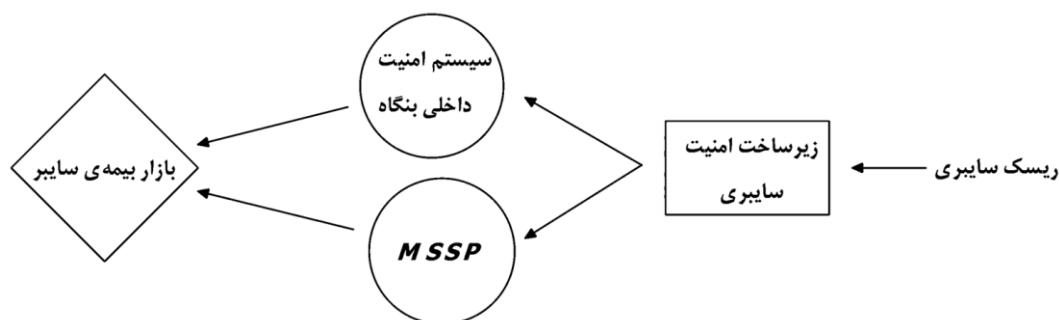 ریسک سایبری
زیرساخت امنیت
سایبری
سیستم امنیت
داخلی بنگاه
MSSP
بازار بیمه‌ی سایبر